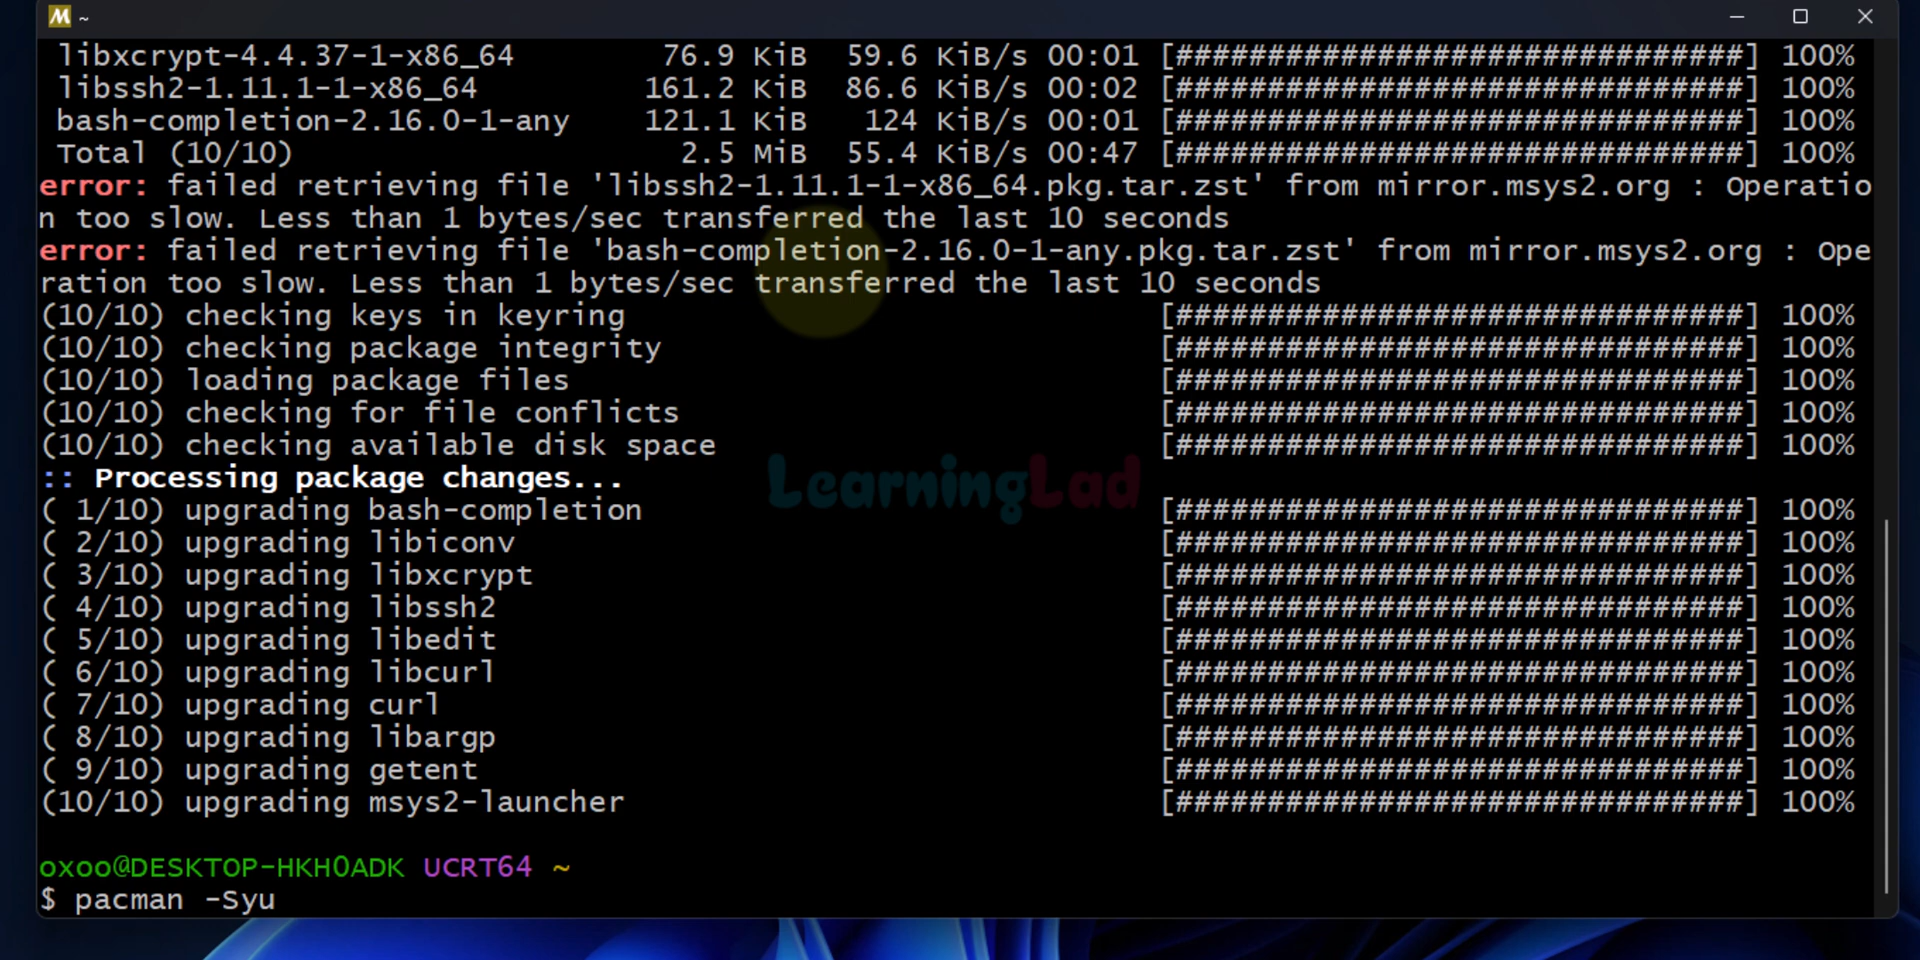 M ~
libxcrypt-4.4.37-1-x86_64 76.9 KiB 59.6 KiB/s 00:01 [###############################] 100%
libssh2-1.11.1-1-x86_64 161.2 KiB 86.6 KiB/s 00:02 [###############################] 100%
bash-completion-2.16.0-1-any 121.1 KiB 124 KiB/s 00:01 [###############################] 100%
Total (10/10) 2.5 MiB 55.4 KiB/s 00:47 [###############################] 100%
error: failed retrieving file 'libssh2-1.11.1-1-x86_64.pkg.tar.zst' from mirror.msys2.org : Operatio
n too slow. Less than 1 bytes/sec transferred the last 10 seconds
error: failed retrieving file 'bash-completion-2.16.0-1-any.pkg.tar.zst' from mirror.msys2.org : Ope
ration too slow. Less than 1 bytes/sec transferred the last 10 seconds
(10/10) checking keys in keyring [###############################] 100%
(10/10) checking package integrity [###############################] 100%
(10/10) loading package files [###############################] 100%
(10/10) checking for file conflicts [###############################] 100%
(10/10) checking available disk space [###############################] 100%
:: Processing package changes...
LearningLad
( 1/10) upgrading bash-completion [###############################] 100%
( 2/10) upgrading libiconv [###############################] 100%
( 3/10) upgrading libxcrypt [###############################] 100%
( 4/10) upgrading libssh2 [###############################] 100%
( 5/10) upgrading libedit [###############################] 100%
( 6/10) upgrading libcurl [###############################] 100%
( 7/10) upgrading curl [###############################] 100%
( 8/10) upgrading libargp [###############################] 100%
( 9/10) upgrading getent [###############################] 100%
(10/10) upgrading msys2-launcher [###############################] 100%
oxoo@DESKTOP-HKH0ADK UCRT64 ~
$ pacman -Syu